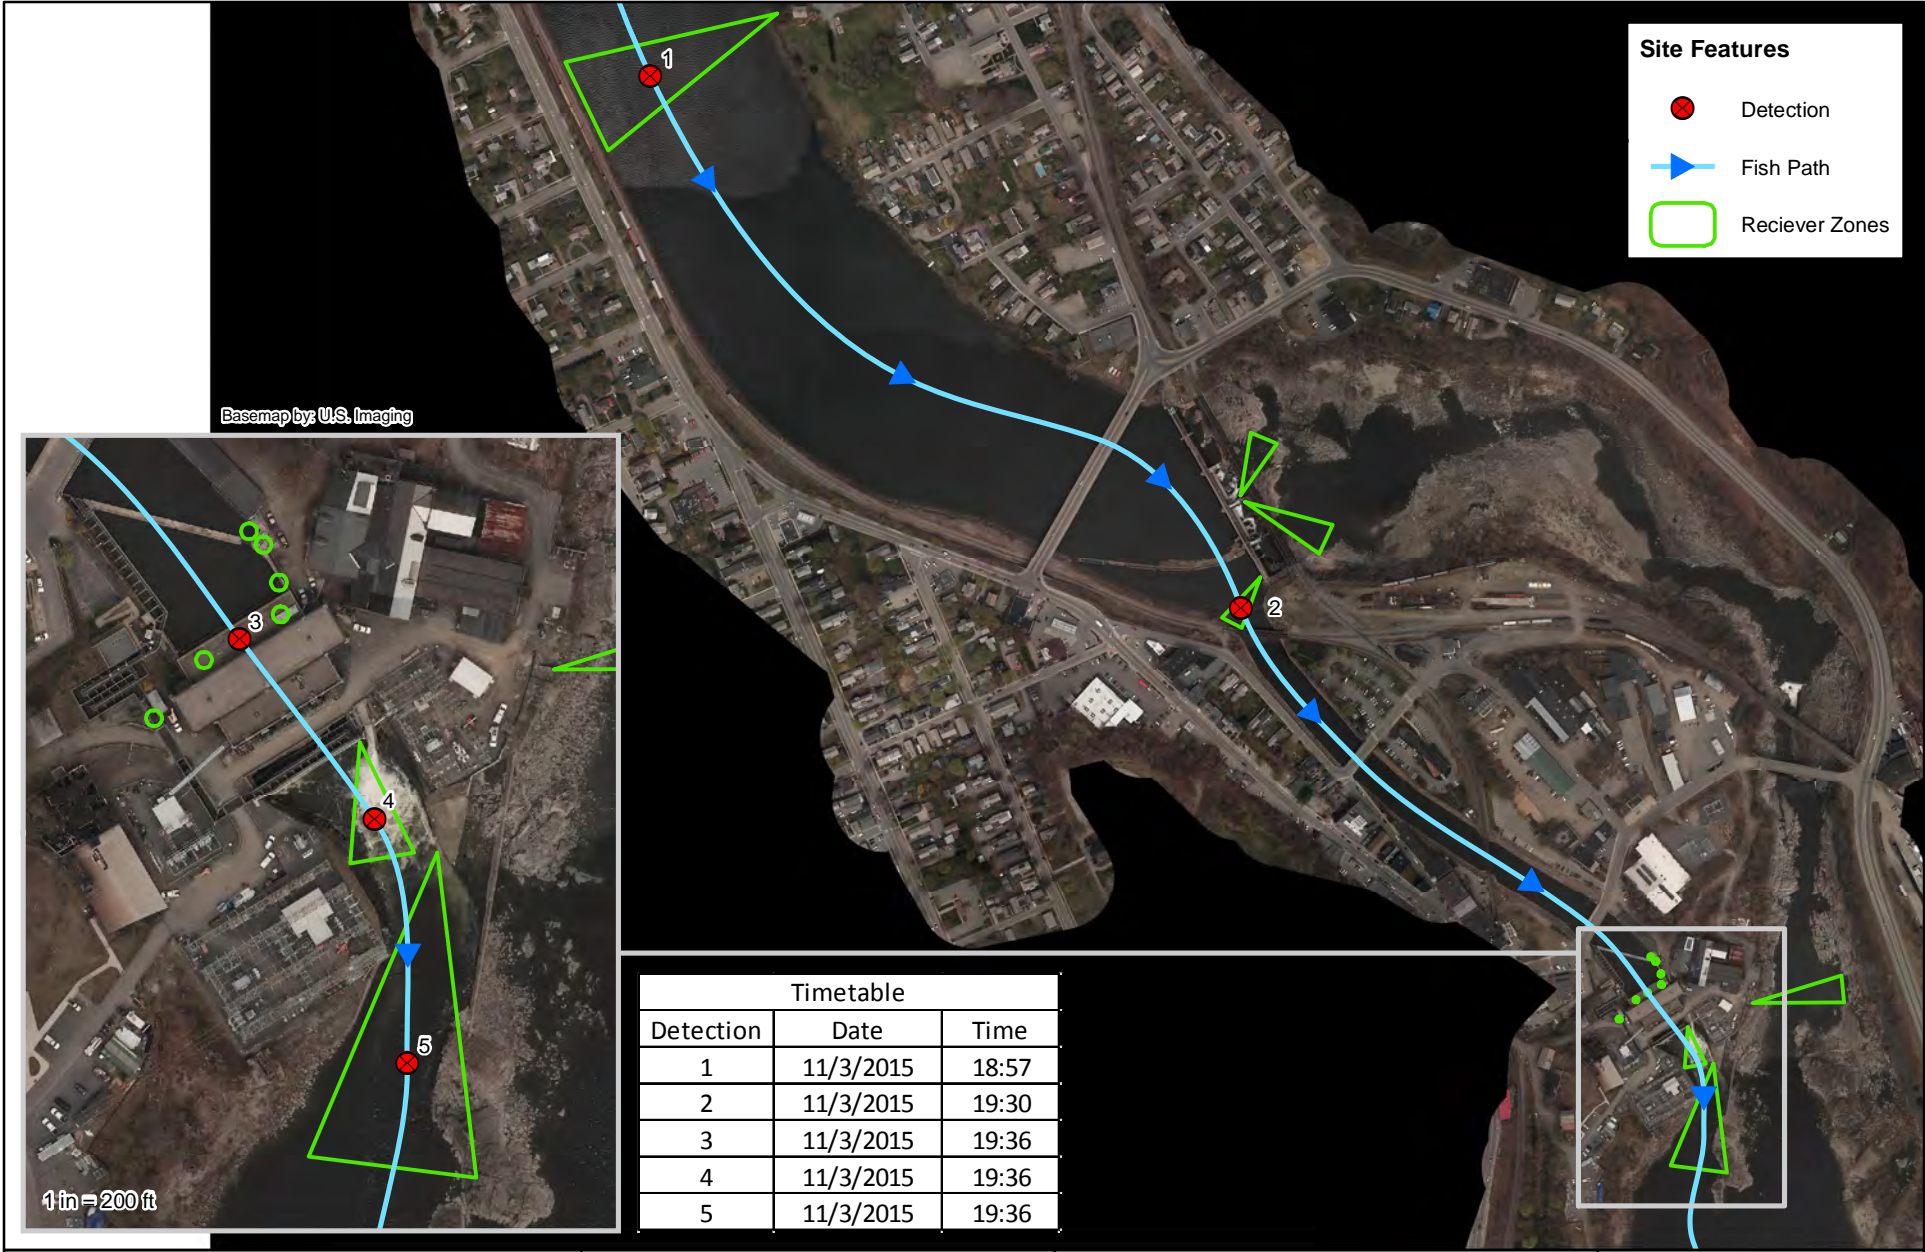 1
Site Features
Detection
Fish Path
Reciever Zones
Basemap by: U.S. Imaging
2
3
4
5
1 in = 200 ft
Timetable
Detection Date Time
1 11/3/2015 18:57
2 11/3/2015 19:30
3 11/3/2015 19:36
4 11/3/2015 19:36
5 11/3/2015 19:36